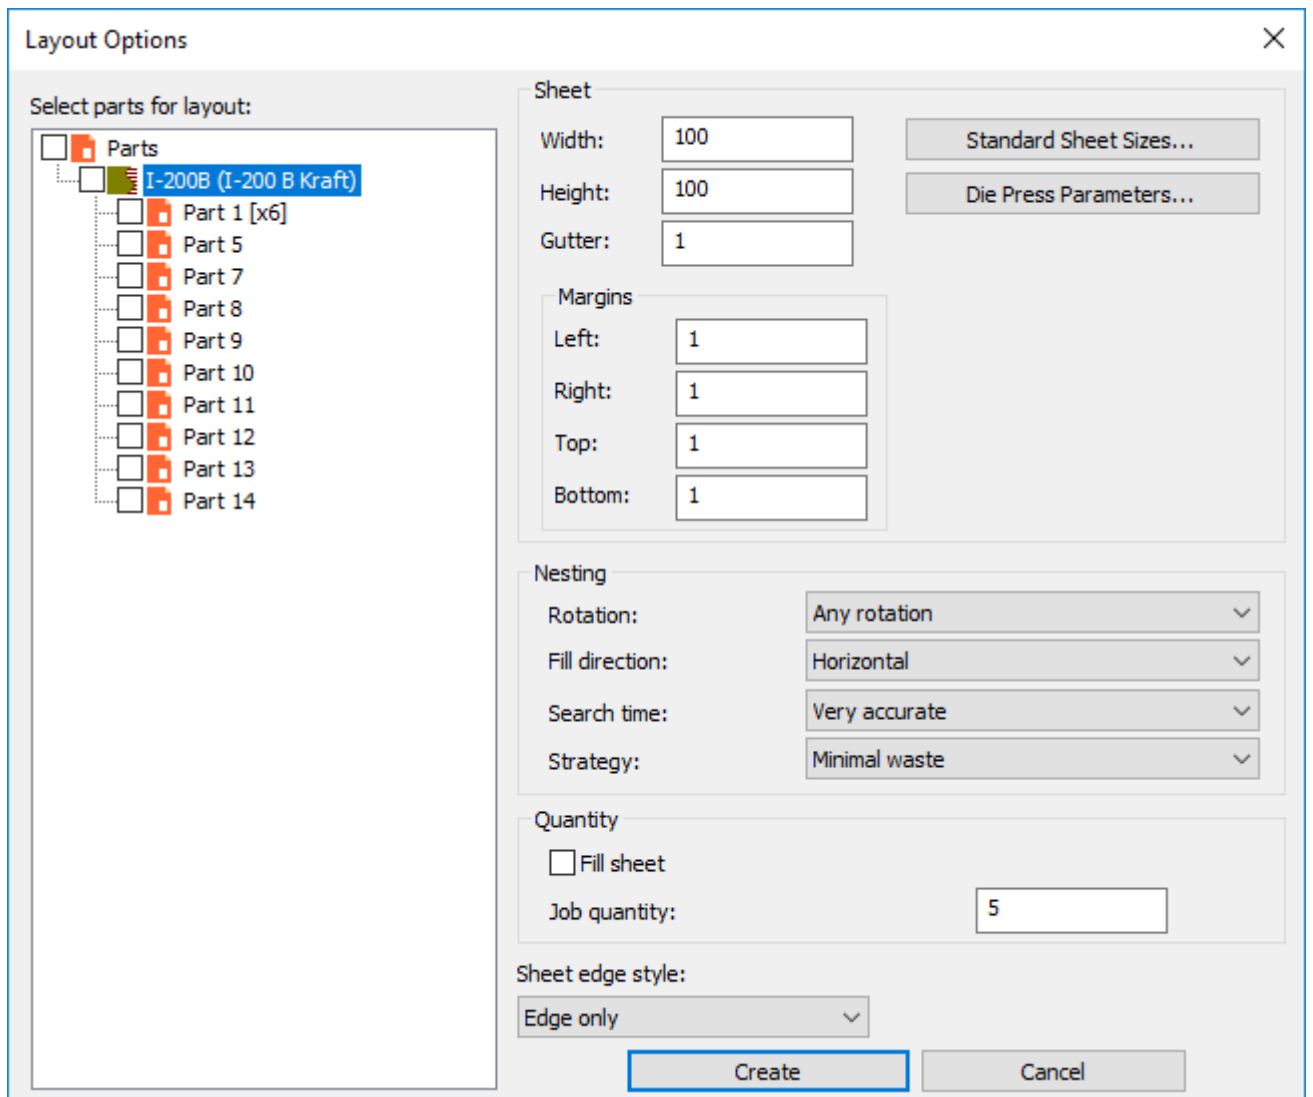 Layout Options
Select parts for layout:
Parts
I-200B (I-200 B Kraft)
Part 1 [x6]
Part 5
Part 7
Part 8
Part 9
Part 10
Part 11
Part 12
Part 13
Part 14
Sheet
Width: 100 Standard Sheet Sizes...
Height: 100 Die Press Parameters...
Gutter: 1
Margins
Left: 1
Right: 1
Top: 1
Bottom: 1
Nesting
Rotation: Any rotation
Fill direction: Horizontal
Search time: Very accurate
Strategy: Minimal waste
Quantity
Fill sheet
Job quantity: 5
Sheet edge style:
Edge only
Create Cancel